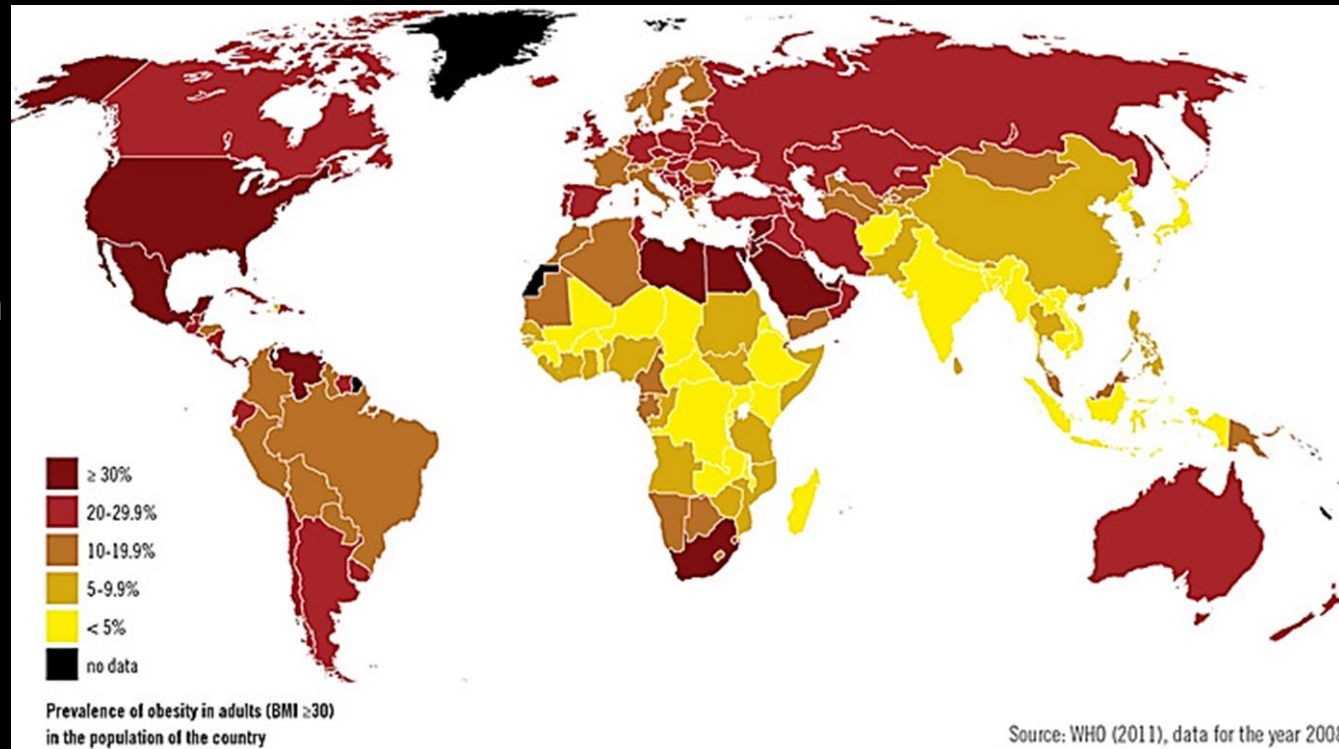 ≥ 30%
20-29.9%
10-19.9%
5-9.9%
< 5%
no data
Prevalence of obesity in adults (BMI ≥30)
in the population of the country
Source: WHO (2011), data for the year 2008